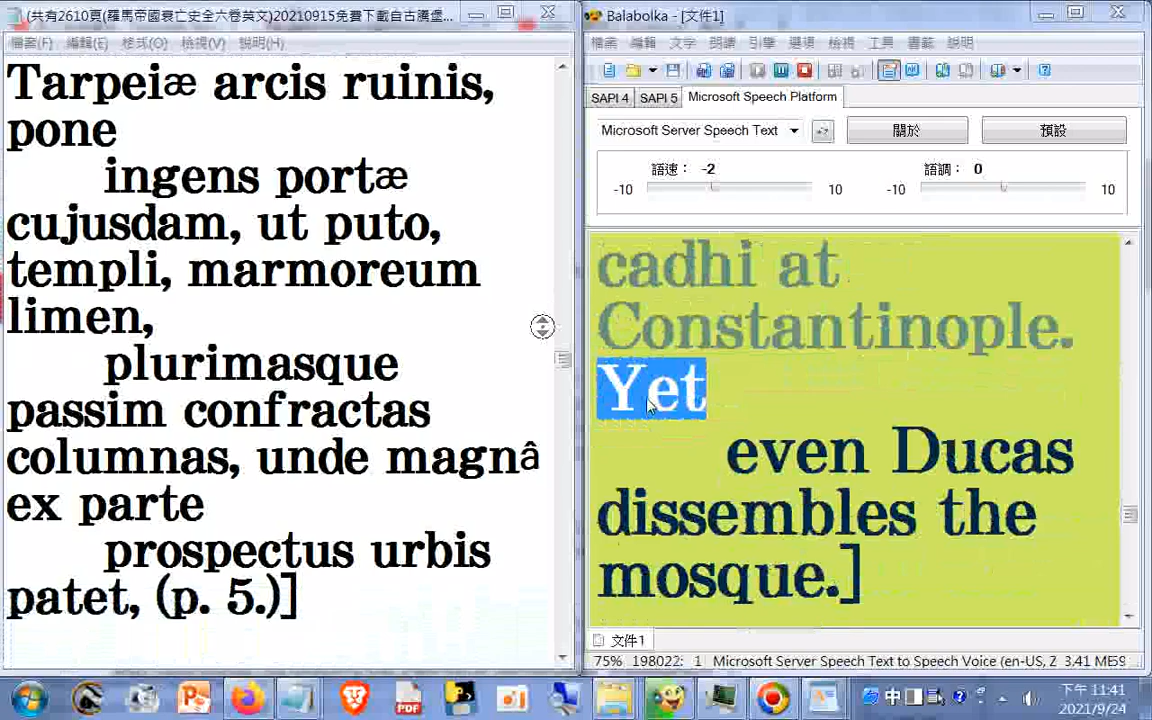 (共有2610頁(羅馬帝國衰亡史全六卷英文)20210915免費下載自古騰堡...
檔案(F) 編輯(E) 格式(O) 檢視(V) 說明(H)
Tarpeiæ arcis ruinis,
pone
ingens portæ
cujusdam, ut puto,
templi, marmoreum
limen,
plurimasque
passim confractas
columnas, unde magnâ
ex parte
prospectus urbis
patet, (p. 5.)]
Balabolka - [文件1]
檔案 編輯 文字 朗讀 引擎 選項 檢視 工具 書籤 說明
SAPI 4 SAPI 5 Microsoft Speech Platform
Microsoft Server Speech Text 關於 預設
語速： -2 語調： 0
-10 10 -10 10
cadhi at
Constantinople.
Yet
even Ducas
dissembles the
mosque.]
文件1
75% 198022: 1 Microsoft Server Speech Text to Speech Voice (en-US, Z 3.41 ME59
PDF
中
下午 11:41
2021/9/24